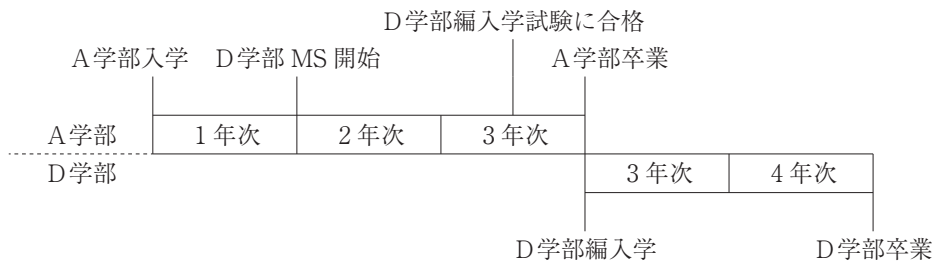 D学部編入学試験に合格
A学部入学 D学部 MS 開始 A学部卒業
A学部 1年次 2年次 3年次
D学部 3年次 4年次
D学部編入学 D学部卒業